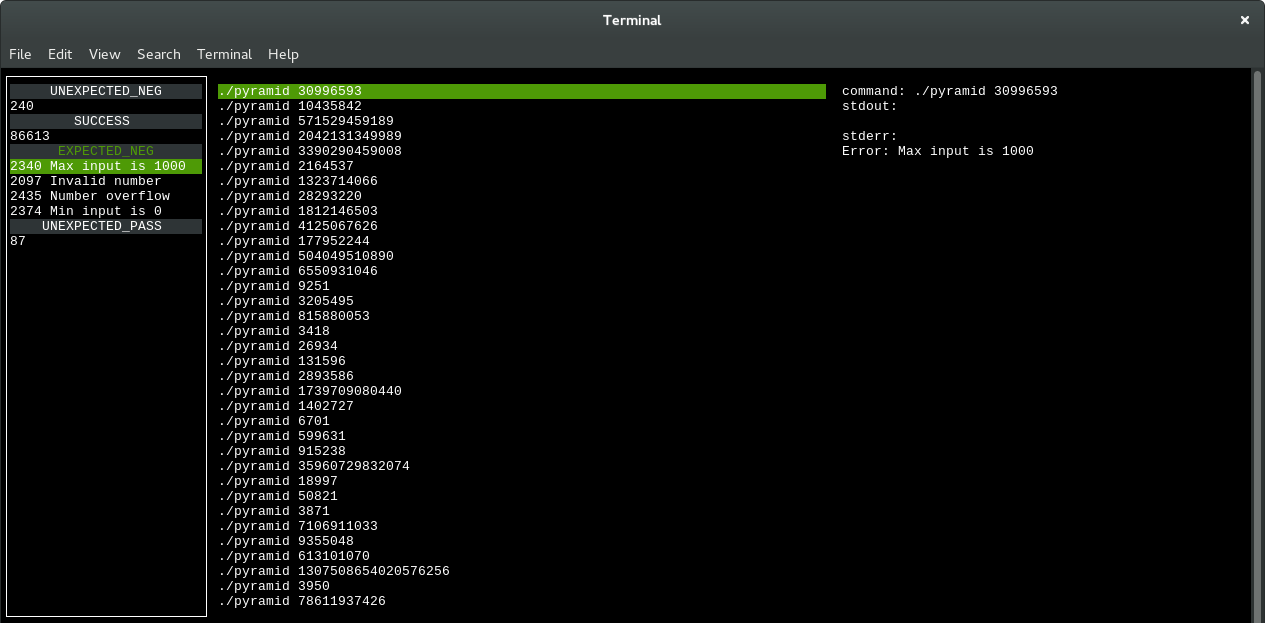 Terminal
×
File Edit View Search Terminal Help
UNEXPECTED_NEG
240
SUCCESS
86613
EXPECTED_NEG
2340 Max input is 1000
2097 Invalid number
2435 Number overflow
2374 Min input is 0
UNEXPECTED_PASS
87
./pyramid 30996593
./pyramid 10435842
./pyramid 571529459189
./pyramid 2042131349989
./pyramid 3390290459008
./pyramid 2164537
./pyramid 1323714066
./pyramid 28293220
./pyramid 1812146503
./pyramid 4125067626
./pyramid 177952244
./pyramid 504049510890
./pyramid 6550931046
./pyramid 9251
./pyramid 3205495
./pyramid 815880053
./pyramid 3418
./pyramid 26934
./pyramid 131596
./pyramid 2893586
./pyramid 1739709080440
./pyramid 1402727
./pyramid 6701
./pyramid 599631
./pyramid 915238
./pyramid 35960729832074
./pyramid 18997
./pyramid 50821
./pyramid 3871
./pyramid 7106911033
./pyramid 9355048
./pyramid 613101070
./pyramid 1307508654020576256
./pyramid 3950
./pyramid 78611937426
command: ./pyramid 30996593
stdout:
stderr:
Error: Max input is 1000